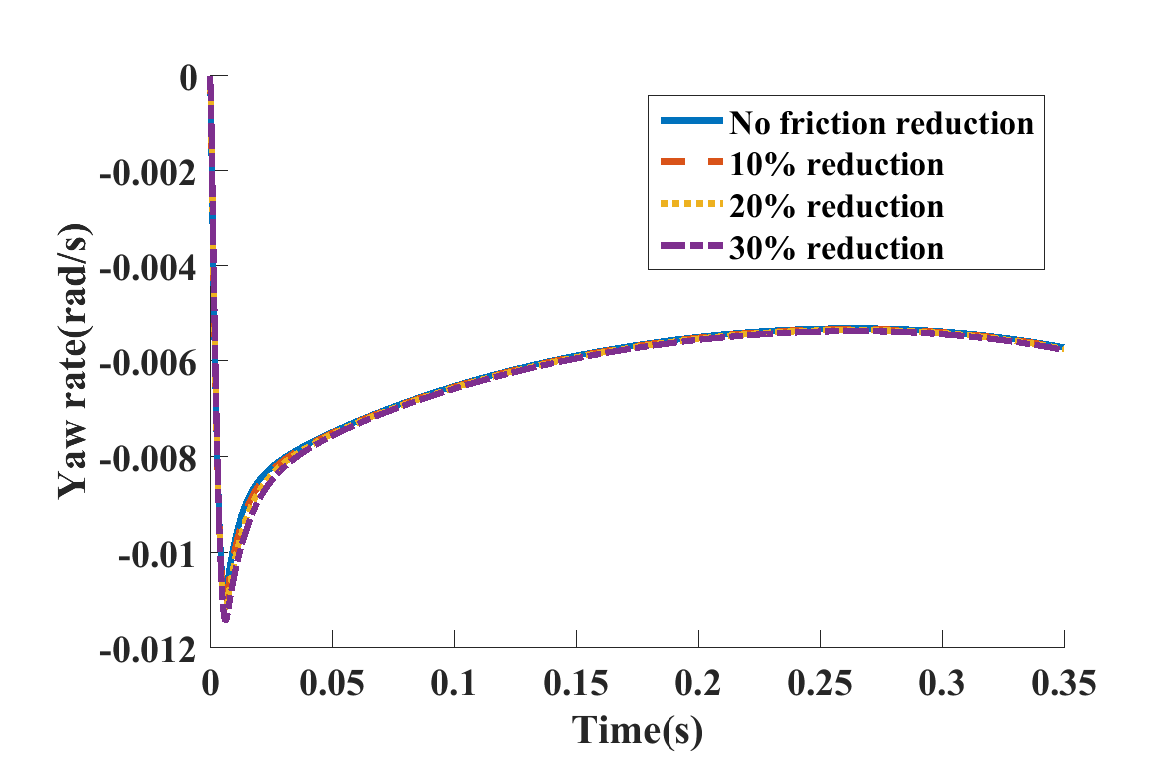 0
-0.002
-0.004
-0.006
-0.008
-0.01
-0.012
Yaw rate(rad/s)
No friction reduction
10% reduction
20% reduction
30% reduction
0 0.05 0.1 0.15 0.2 0.25 0.3 0.35
Time(s)